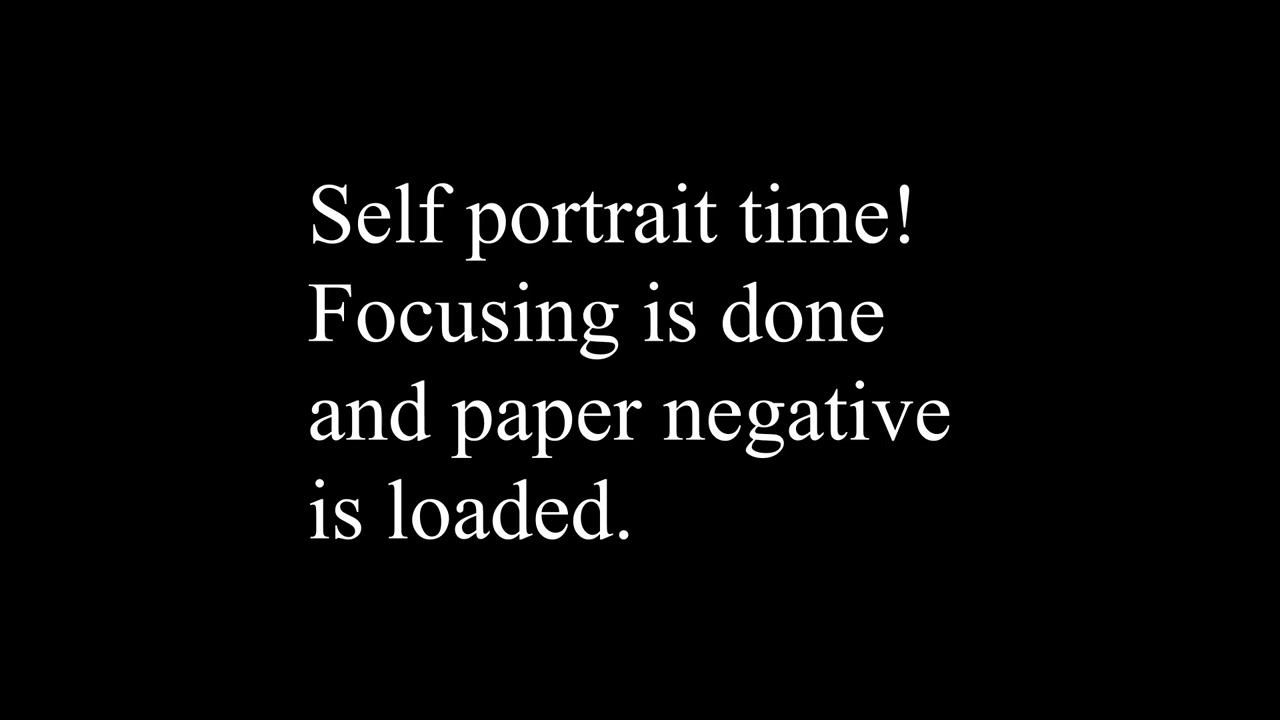 Self portrait time!
Focusing is done
and paper negative
is loaded.